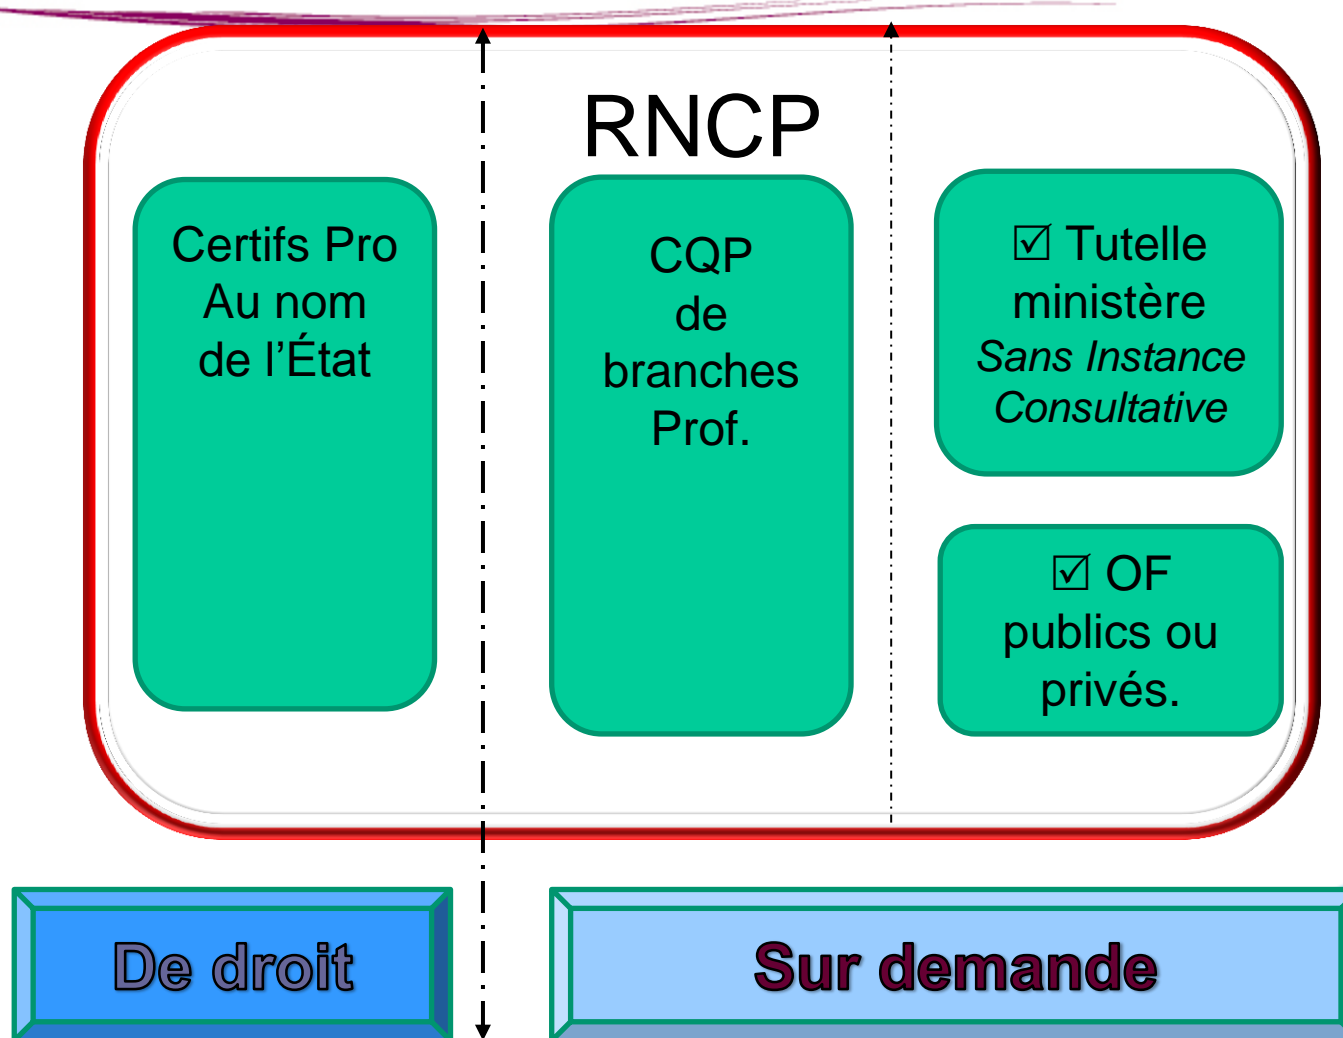 RNCP
Certifs Pro
Au nom
de l’État
CQP
de
branches
Prof.
☑ Tutelle
ministère
Sans Instance
Consultative
☑ OF
publics ou
privés.
De droit
Sur demande